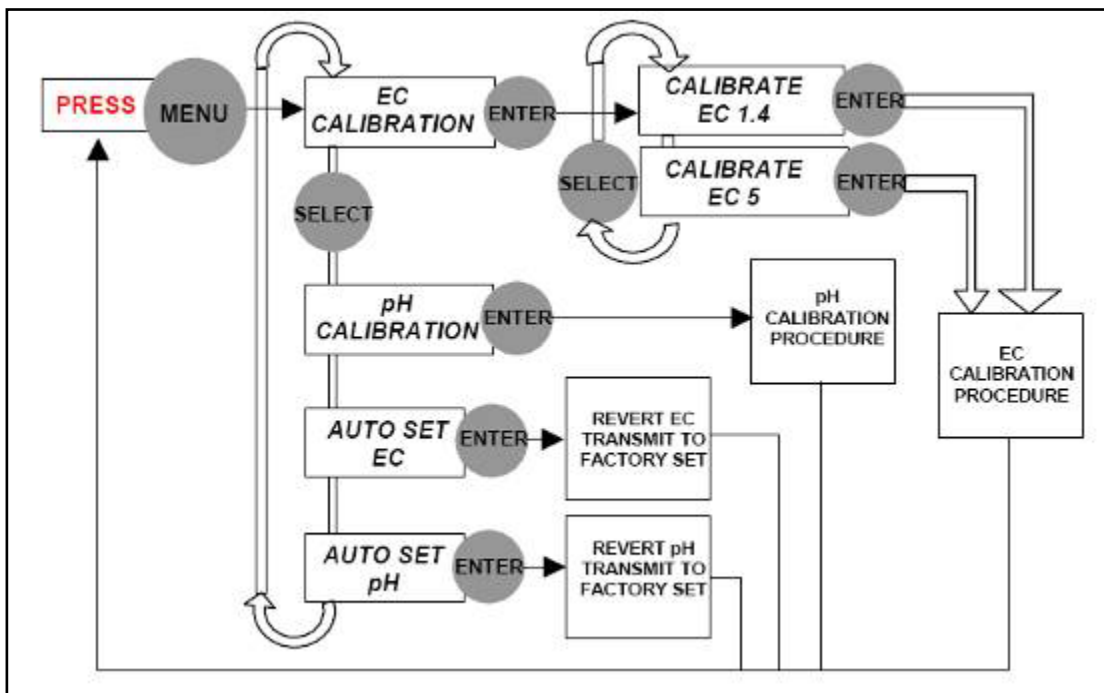 PRESS
MENU
EC
CALIBRATION
ENTER
CALIBRATE
EC 1.4
ENTER
SELECT
CALIBRATE
EC 5
ENTER
SELECT
pH
CALIBRATION
ENTER
pH
CALIBRATION
PROCEDURE
EC
CALIBRATION
PROCEDURE
AUTO SET
EC
ENTER
REVERT EC
TRANSMIT TO
FACTORY SET
AUTO SET
pH
ENTER
REVERT pH
TRANSMIT TO
FACTORY SET